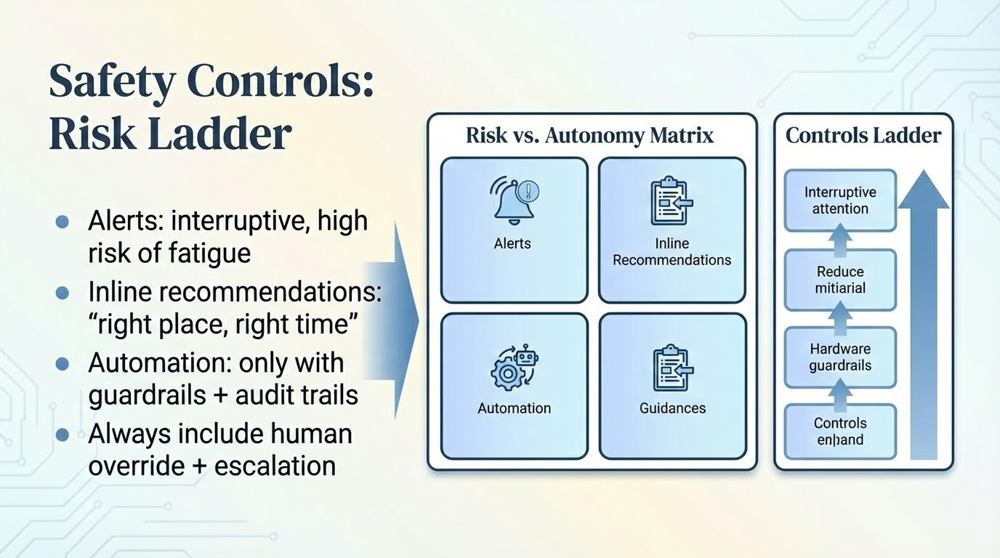 Safety Controls:
Risk Ladder
Alerts: interruptive, high
risk of fatigue
Inline recommendations:
“right place, right time”
Automation: only with
guardrails + audit trails
Always include human
override + escalation
Risk vs. Autonomy Matrix
Alerts
Inline
Recommendations
Automation
Guidances
Controls Ladder
Interruptive
attention
Reduce
mitiarial
Hardware
guardrails
Controls